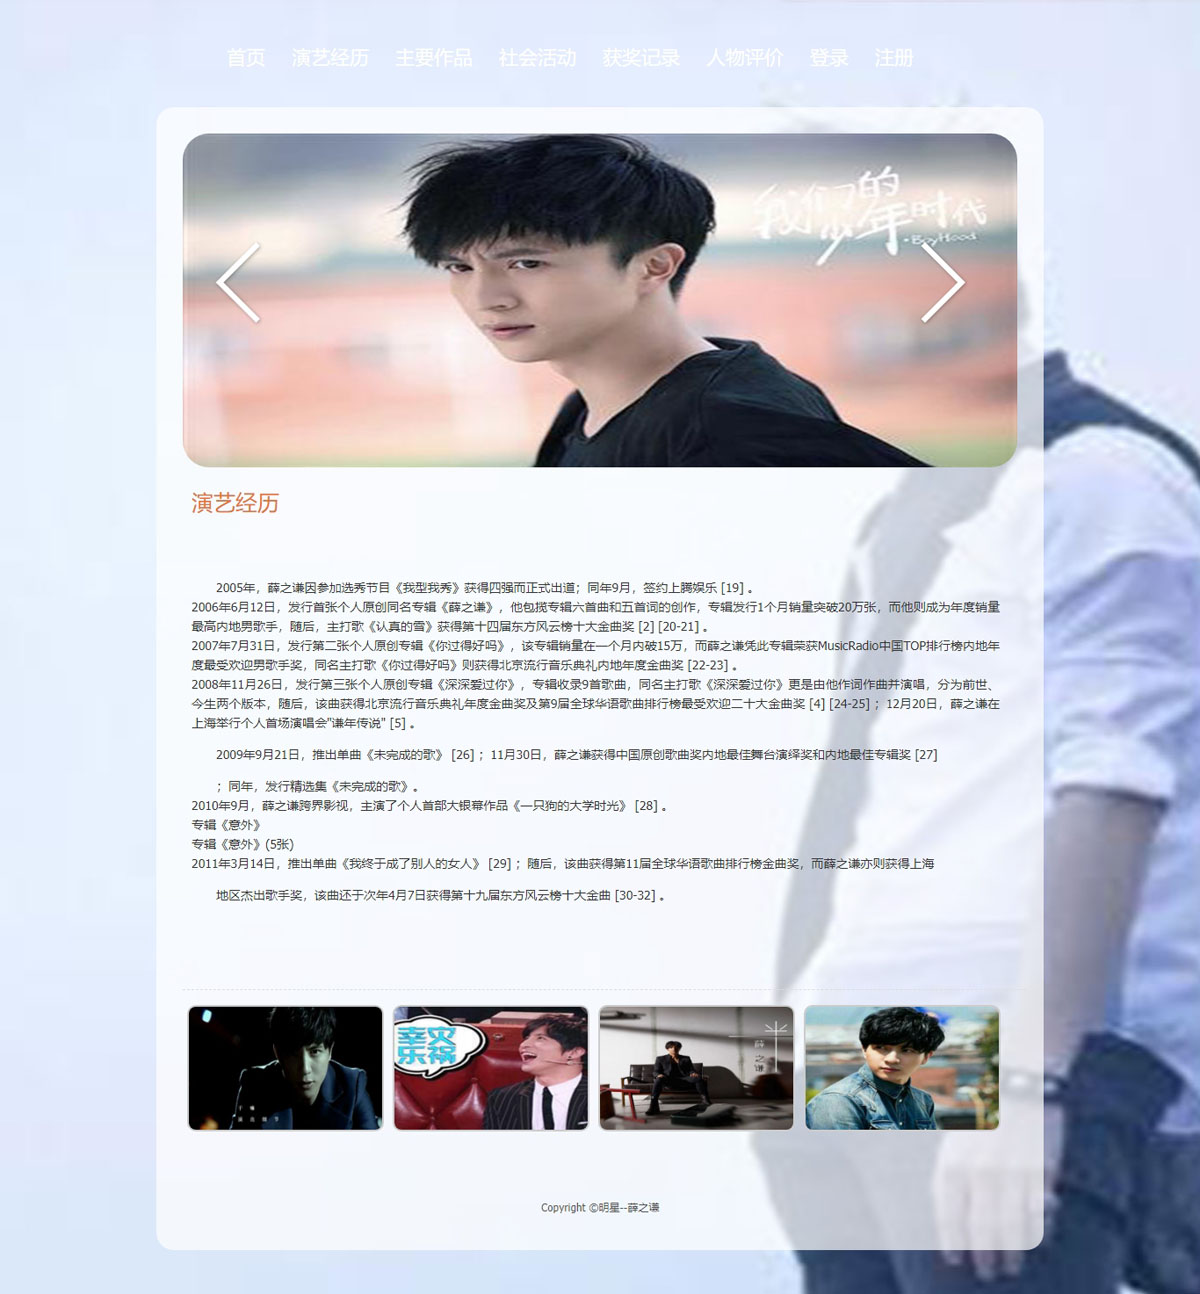 首页 演艺经历 主要作品 社会活动 获奖记录 人物评价 登录 注册
我们的
少年时代
·BoyHood
演艺经历
2005年，薛之谦因参加选秀节目《我型我秀》获得四强而正式出道；同年9月，签约上腾娱乐 [19] 。
2006年6月12日，发行首张个人原创同名专辑《薛之谦》，他包揽专辑六首曲和五首词的创作，专辑发行1个月销量突破20万张，而他则成为年度销量
最高内地男歌手，随后，主打歌《认真的雪》获得第十四届东方风云榜十大金曲奖 [2] [20-21] 。
2007年7月31日，发行第二张个人原创专辑《你过得好吗》，该专辑销量在一个月内破15万，而薛之谦凭此专辑荣获MusicRadio中国TOP排行榜内地年
度最受欢迎男歌手奖，同名主打歌《你过得好吗》则获得北京流行音乐典礼内地年度金曲奖 [22-23] 。
2008年11月26日，发行第三张个人原创专辑《深深爱过你》，专辑收录9首歌曲，同名主打歌《深深爱过你》更是由他作词作曲并演唱，分为前世、
今生两个版本，随后，该曲获得北京流行音乐典礼年度金曲奖及第9届全球华语歌曲排行榜最受欢迎二十大金曲奖 [4] [24-25] ；12月20日，薛之谦在
上海举行个人首场演唱会"谦年传说" [5] 。
2009年9月21日，推出单曲《未完成的歌》 [26] ；11月30日，薛之谦获得中国原创歌曲奖内地最佳舞台演绎奖和内地最佳专辑奖 [27]
；同年，发行精选集《未完成的歌》。
2010年9月，薛之谦跨界影视，主演了个人首部大银幕作品《一只狗的大学时光》 [28] 。
专辑《意外》
专辑《意外》(5张)
2011年3月14日，推出单曲《我终于成了别人的女人》 [29] ；随后，该曲获得第11届全球华语歌曲排行榜金曲奖，而薛之谦亦则获得上海
地区杰出歌手奖，该曲还于次年4月7日获得第十九届东方风云榜十大金曲 [30-32] 。
幸灾
乐祸
薛之谦
Copyright ©明星--薛之谦